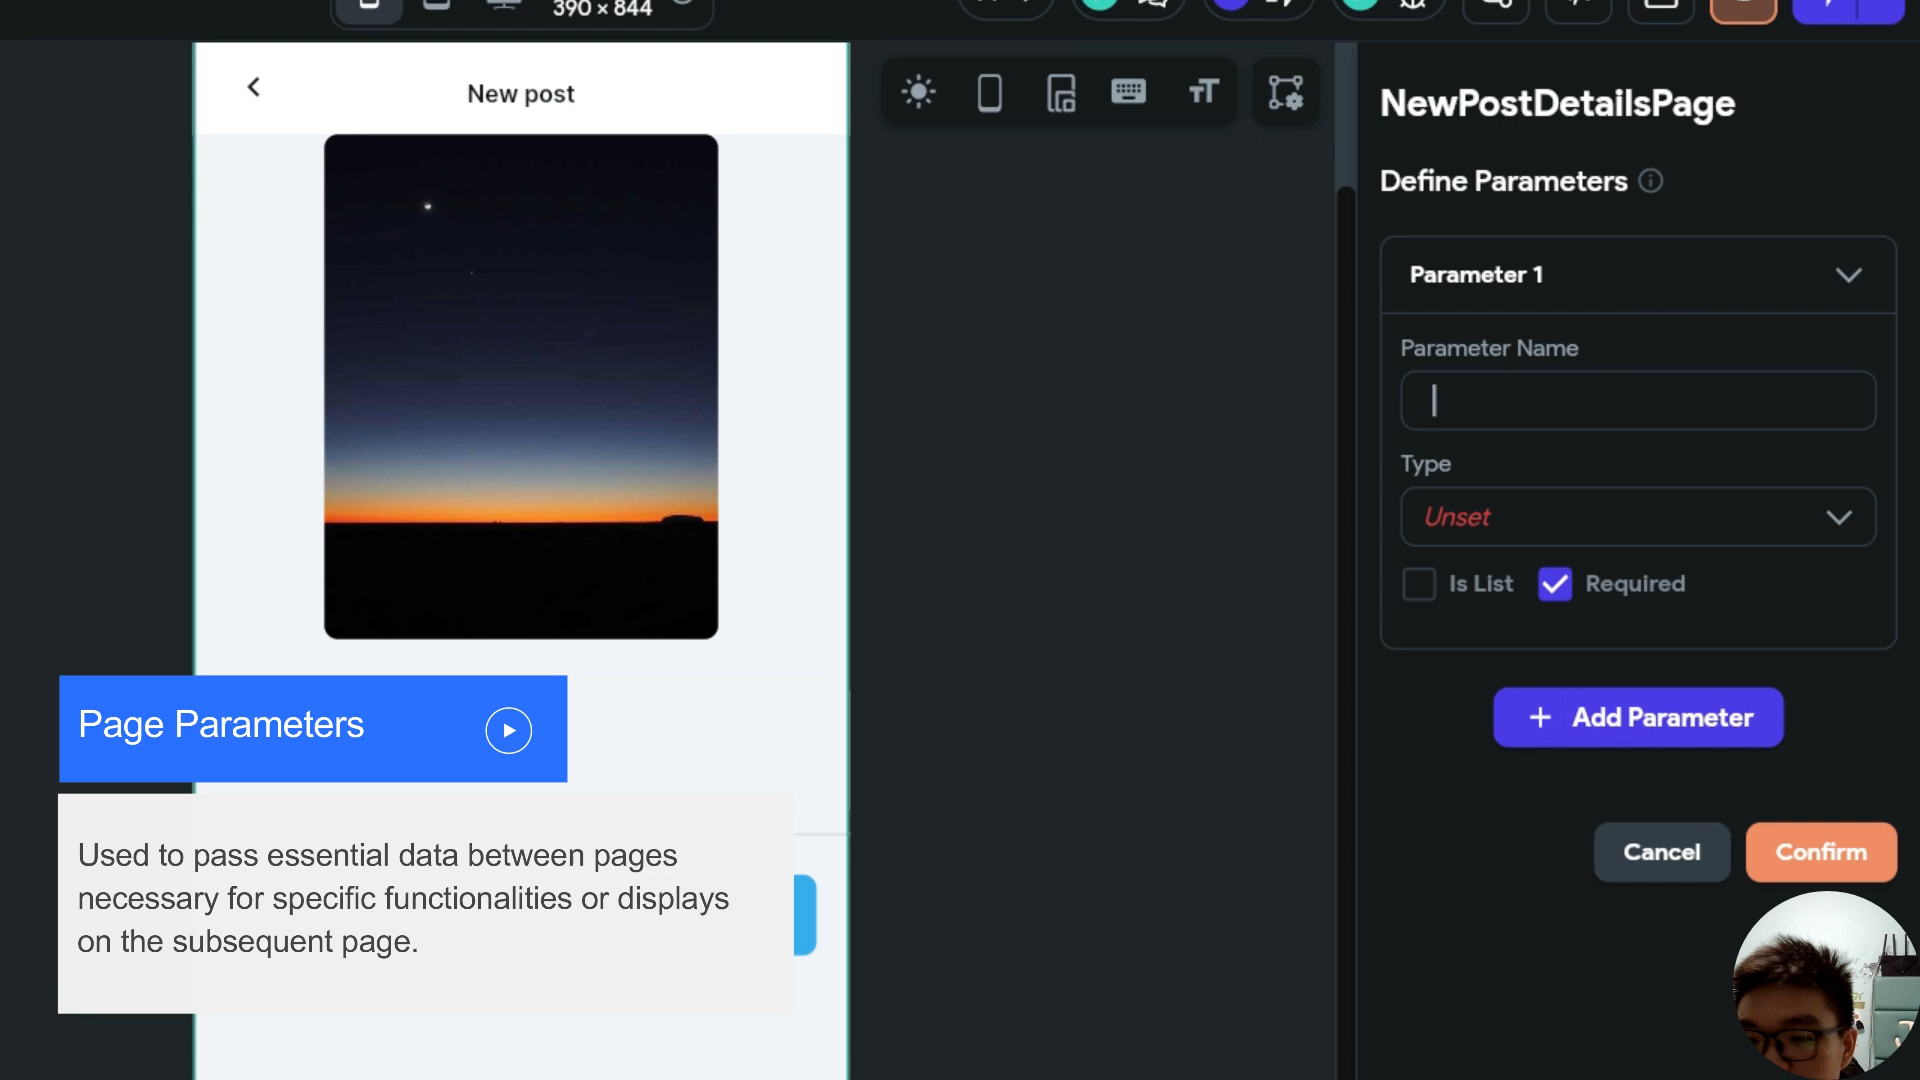 390 × 844
New post
NewPostDetailsPage
Define Parameters
Parameter 1
Parameter Name
Type
Unset
Is List
Required
+ Add Parameter
Cancel
Confirm
Page Parameters
Used to pass essential data between pages
necessary for specific functionalities or displays
on the subsequent page.